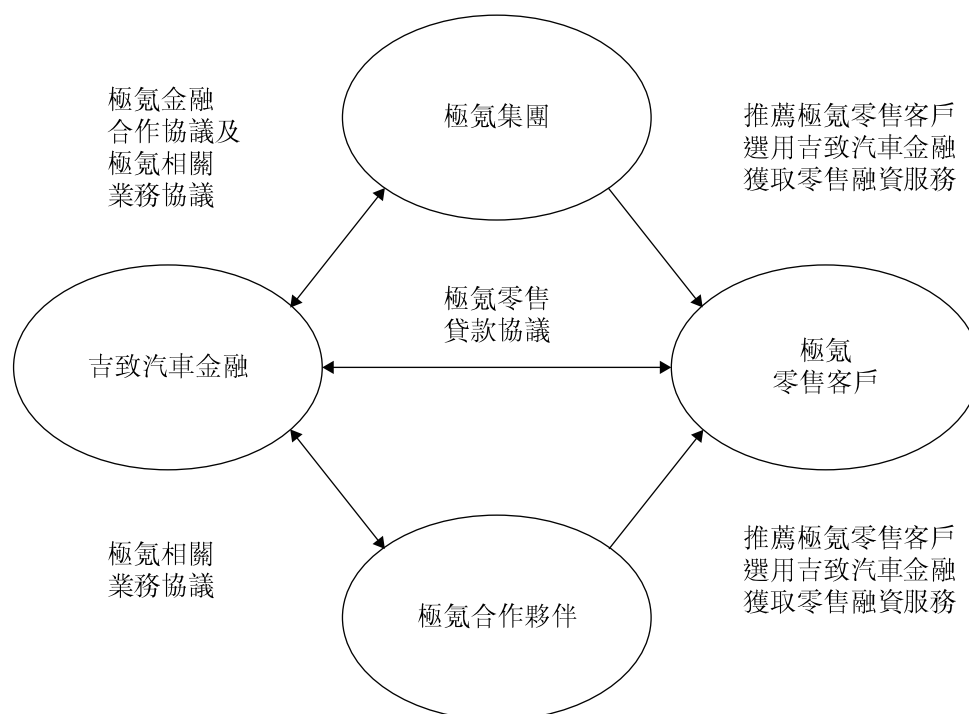 極氪集團
極氪金融
合作協議及
極氪相關
業務協議
推薦極氪零售客戶
選用吉致汽車金融
獲取零售融資服務
極氪零售
貸款協議
吉致汽車金融
極氪
零售客戶
極氪相關
業務協議
推薦極氪零售客戶
選用吉致汽車金融
獲取零售融資服務
極氪合作夥伴